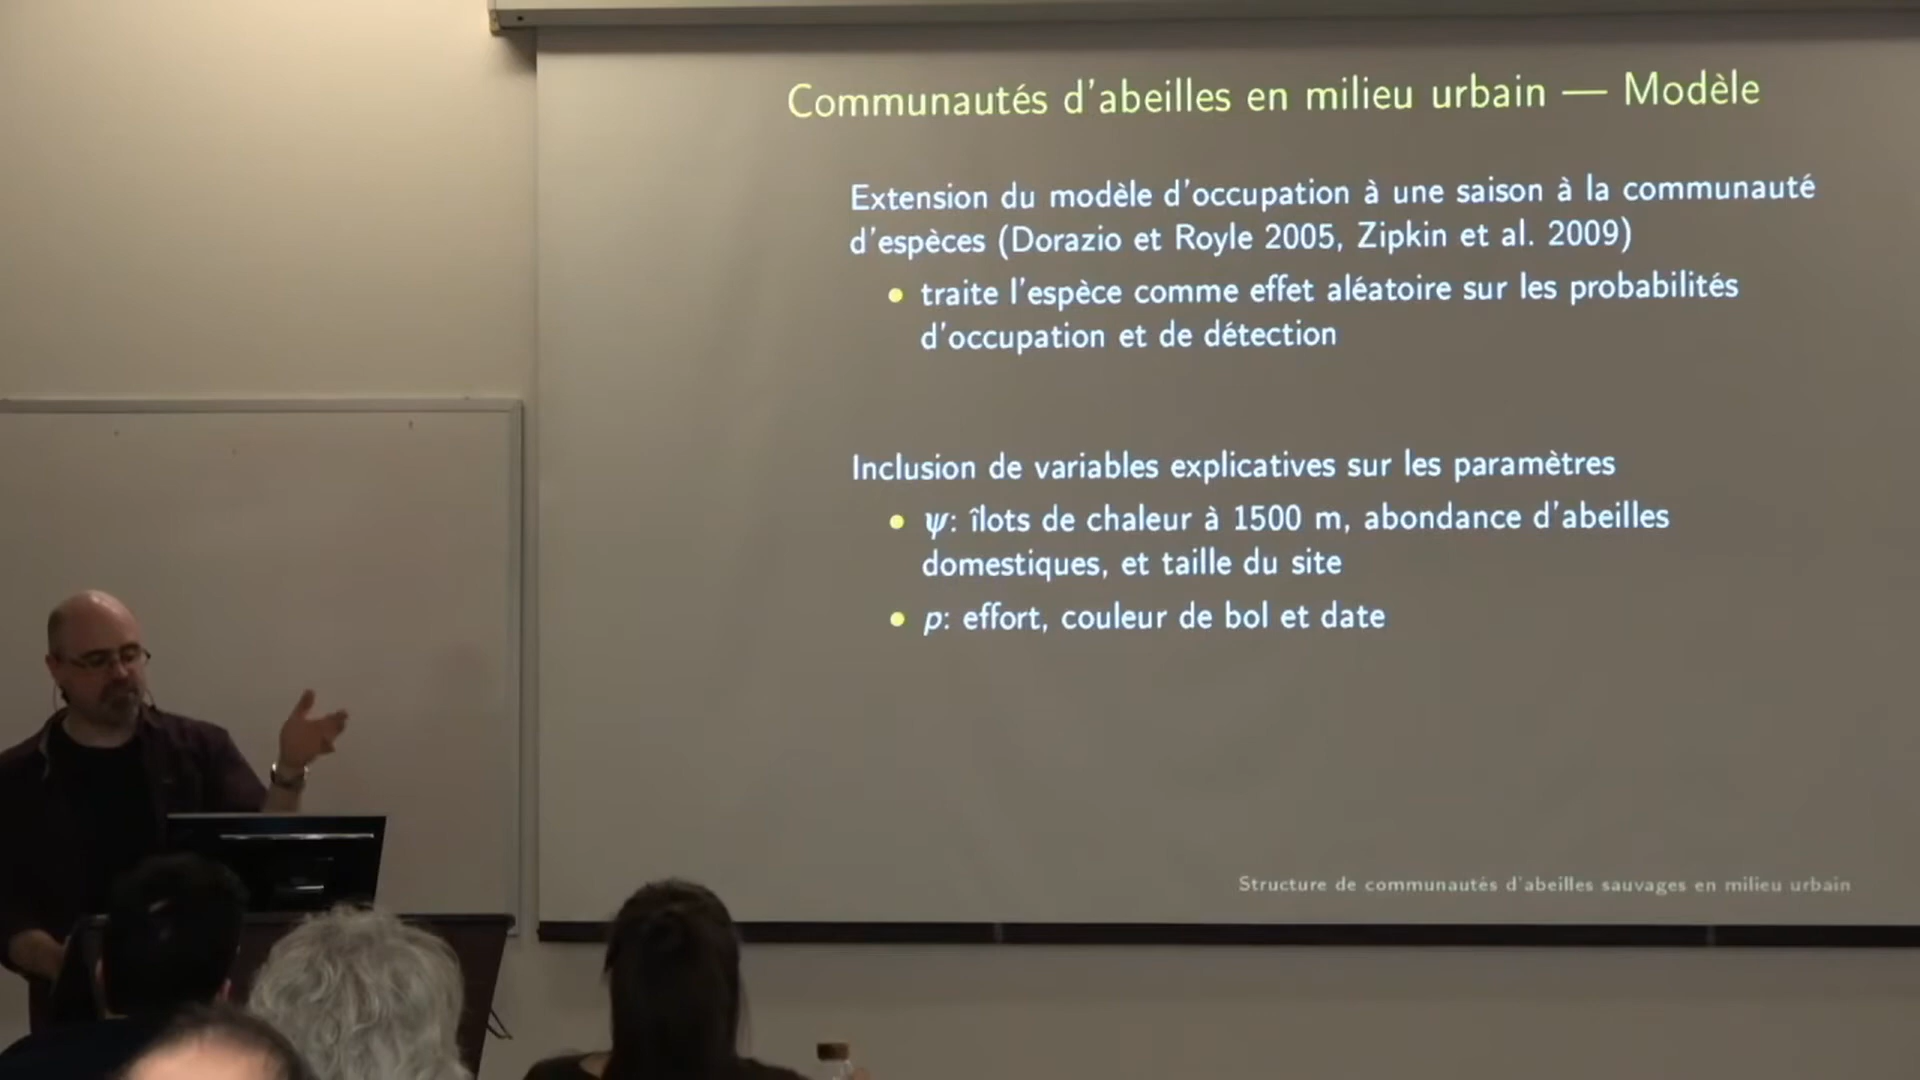 Communautés d'abeilles en milieu urbain — Modèle
Extension du modèle d'occupation à une saison à la communauté
d'espèces (Dorazio et Royle 2005, Zipkin et al. 2009)
• traite l'espèce comme effet aléatoire sur les probabilités
d'occupation et de détection
Inclusion de variables explicatives sur les paramètres
• ψ: îlots de chaleur à 1500 m, abondance d'abeilles
domestiques, et taille du site
• p: effort, couleur de bol et date
Structure de communautés d'abeilles sauvages en milieu urbain